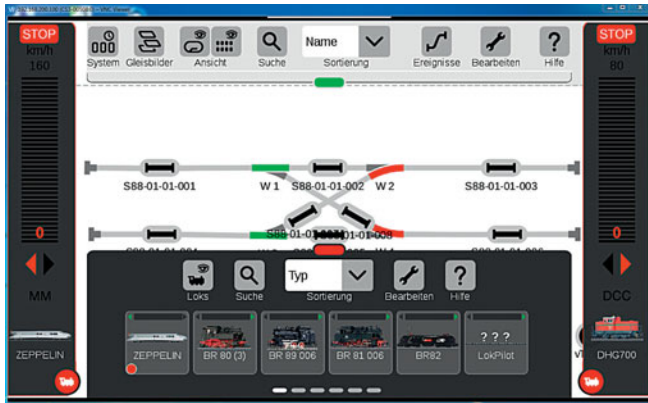 VNC Viewer
STOP
km/h
160
System Gleisbilder Ansicht Suche Name Sortierung Ereignisse Bearbeiten Hilfe
STOP
km/h
80
S88-01-01-001 W 1 S88-01-01-002 W 2 S88-01-01-003
0
0
MM
DCC
Loks Suche Typ Sortierung Bearbeiten Hilfe
ZEPPELIN BR 80 (3) BR 89 006 BR 81 006 BR82 ? ? ? LokPilot
ZEPPELIN
DHG700